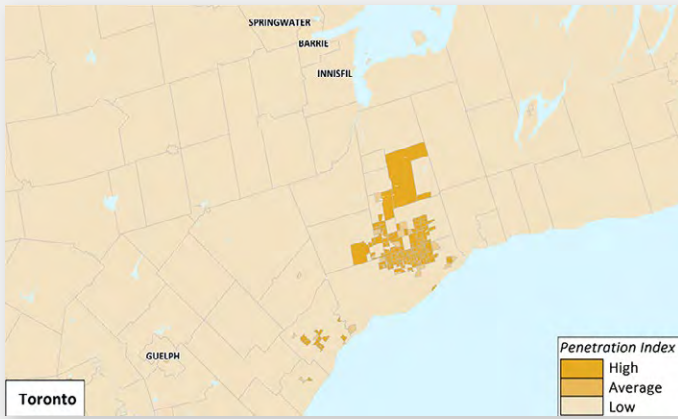 SPRINGWATER
BARRIE
INNISFIL
GUELPH
Toronto
Penetration Index
High
Average
Low